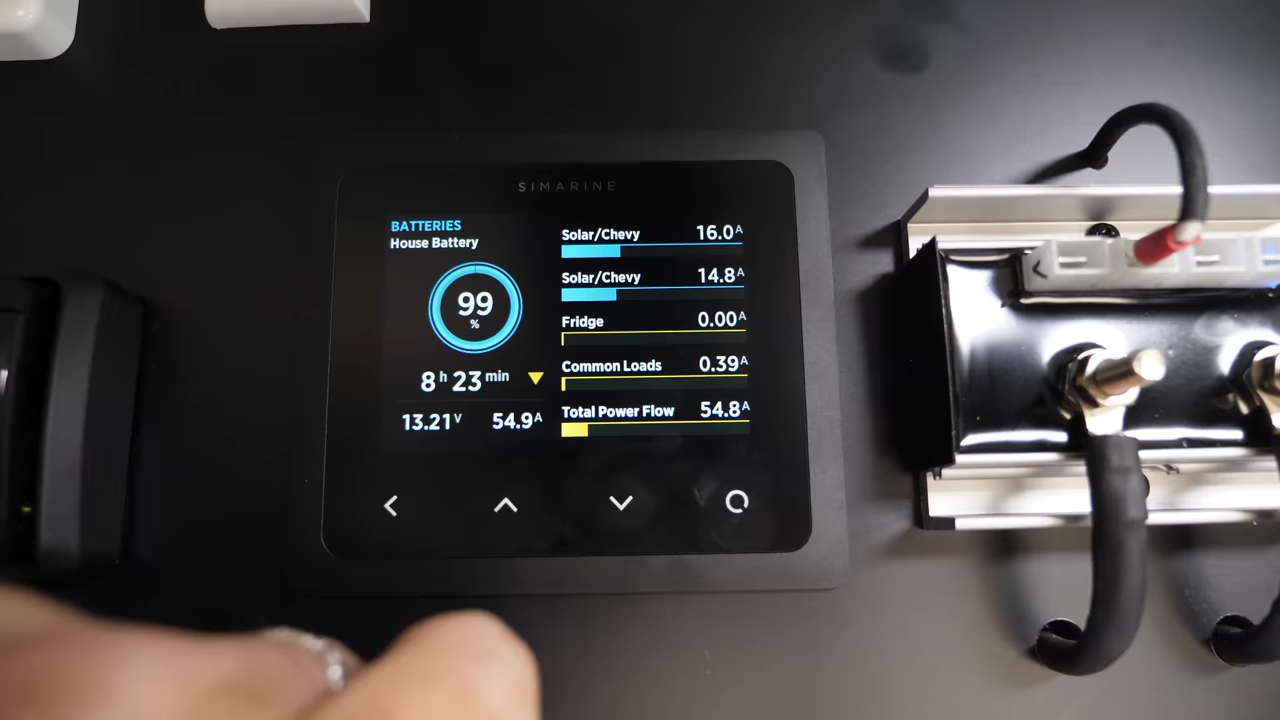 SIMARINE
BATTERIES
House Battery
99
%
8 h 23 min
13.21 V 54.9 A
Solar/Chevy 16.0 A
Solar/Chevy 14.8 A
Fridge 0.00 A
Common Loads 0.39 A
Total Power Flow 54.8 A